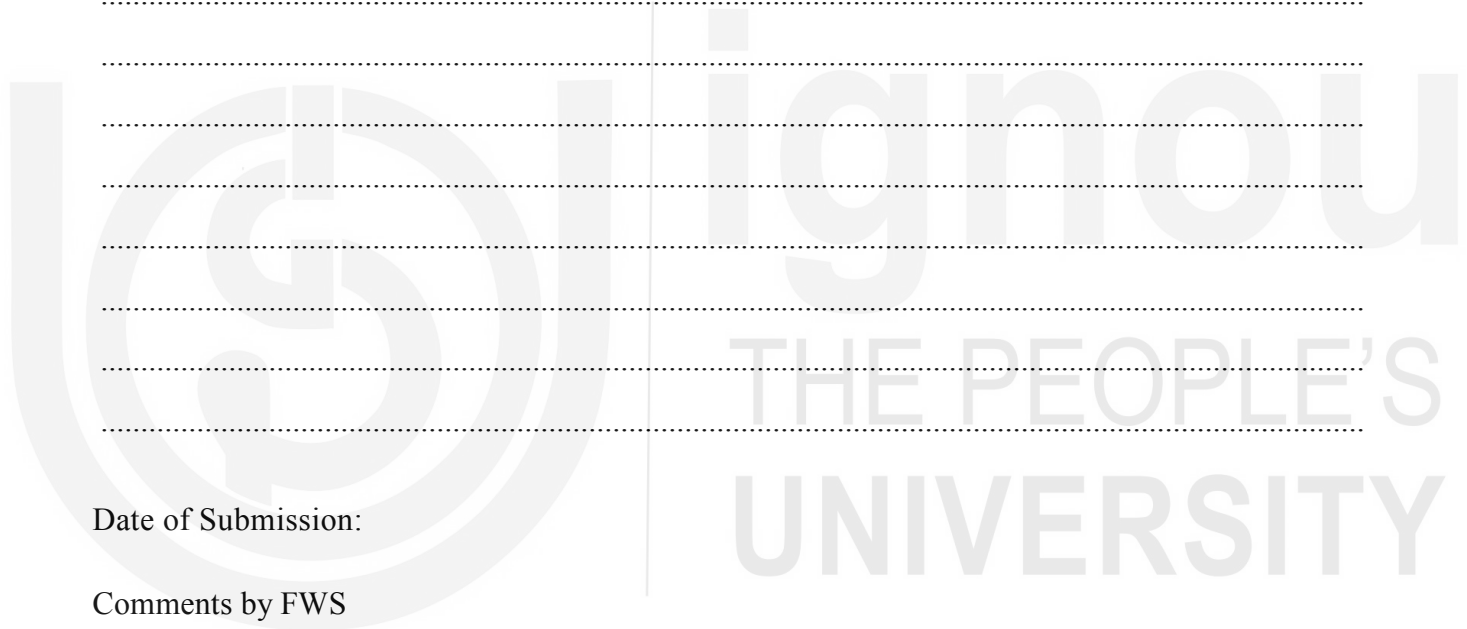 ignou
THE PEOPLE'S
UNIVERSITY
Date of Submission:
Comments by FWS